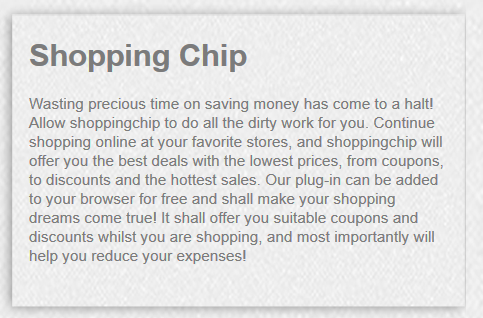 Shopping Chip
Wasting precious time on saving money has come to a halt!
Allow shoppingchip to do all the dirty work for you. Continue
shopping online at your favorite stores, and shoppingchip will
offer you the best deals with the lowest prices, from coupons,
to discounts and the hottest sales. Our plug-in can be added
to your browser for free and shall make your shopping
dreams come true! It shall offer you suitable coupons and
discounts whilst you are shopping, and most importantly will
help you reduce your expenses!